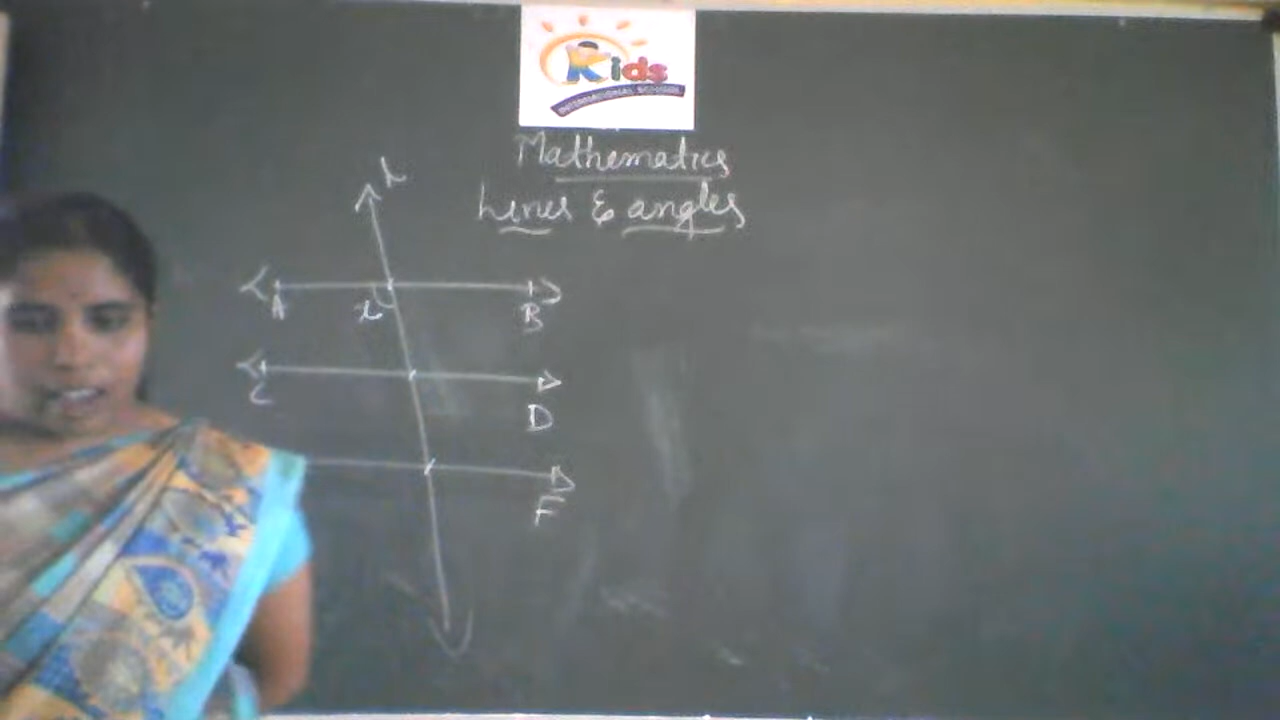 Kids
INTERNATIONAL SCHOOL
Mathematics
Lines & angles
A
B
x
C
D
F